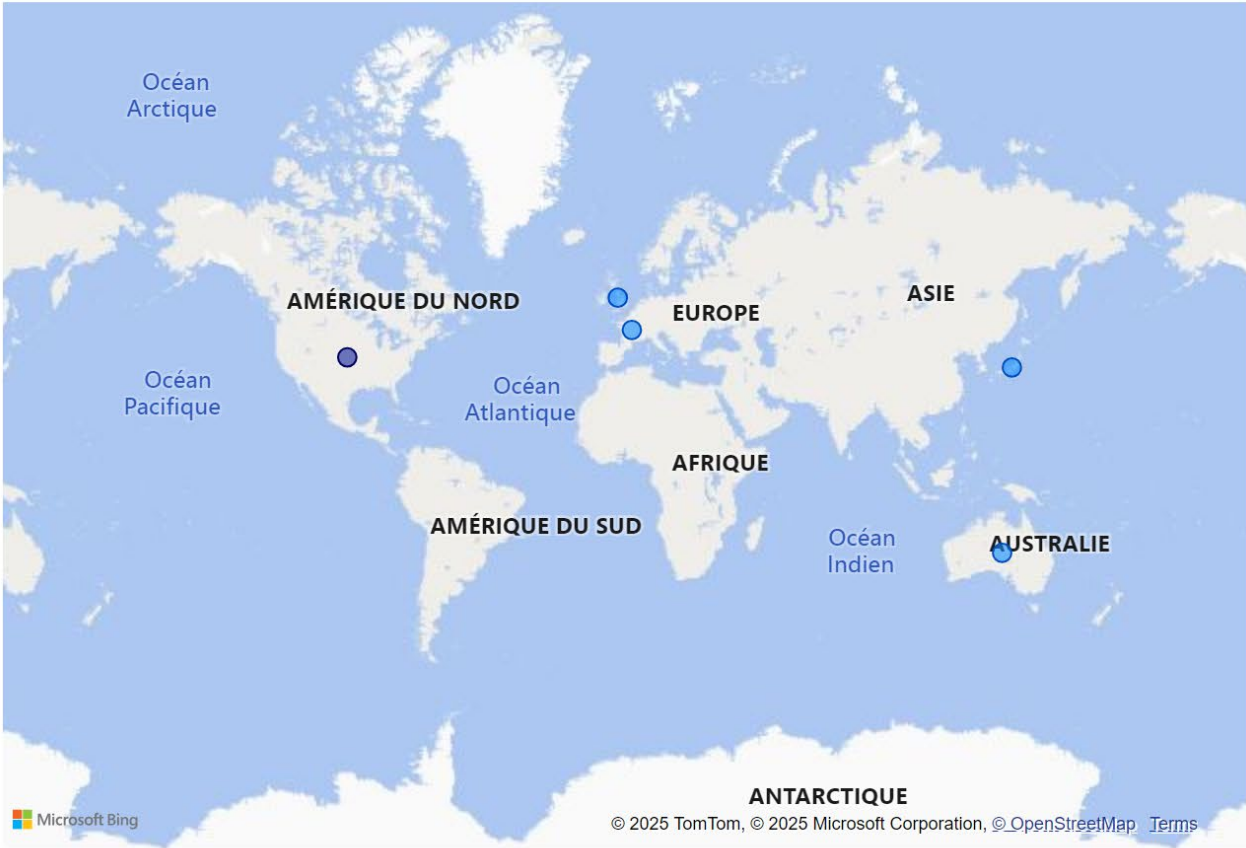 Océan
Arctique
AMÉRIQUE DU NORD
ASIE
EUROPE
Océan
Pacifique
Océan
Atlantique
AFRIQUE
AMÉRIQUE DU SUD
Océan
Indien
AUSTRALIE
ANTARCTIQUE
Microsoft Bing
© 2025 TomTom, © 2025 Microsoft Corporation, © OpenStreetMap Terms